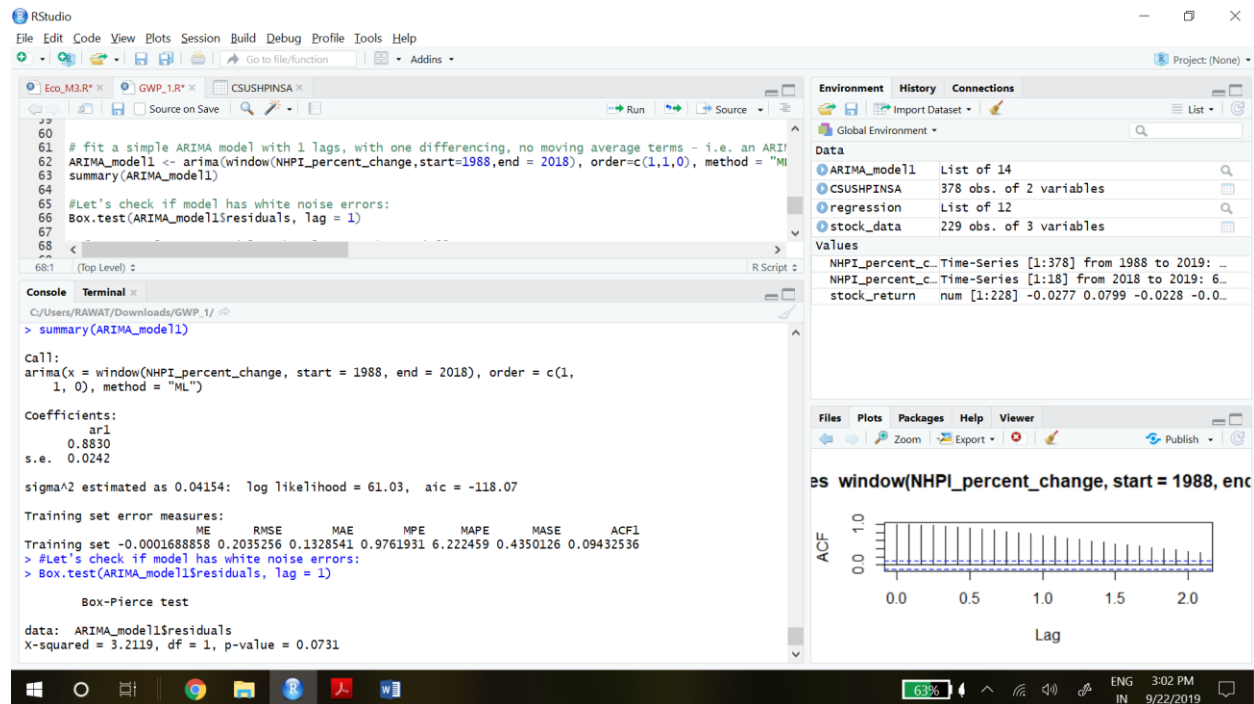 RStudio
File Edit Code View Plots Session Build Debug Profile Tools Help
Go to file/function Addins
Project: (None)
Eco_M3.R* GWP_1.R* CSUSHPINSA
Source on Save Run Source
60
61 # fit a simple ARIMA model with 1 lags, with one differencing, no moving average terms - i.e. an ARI
62 ARIMA_model1 <- arima(window(NHPI_percent_change,start=1988,end = 2018), order=c(1,1,0), method = "M
63 summary(ARIMA_model1)
64
65 #Let's check if model has white noise errors:
66 Box.test(ARIMA_model1$residuals, lag = 1)
67
68
68:1 (Top Level) R Script
Console Terminal
C:/Users/RAWAT/Downloads/GWP_1/
> summary(ARIMA_model1)
Call:
arima(x = window(NHPI_percent_change, start = 1988, end = 2018), order = c(1,
1, 0), method = "ML")
Coefficients:
ar1
0.8830
s.e. 0.0242
sigma^2 estimated as 0.04154: log likelihood = 61.03, aic = -118.07
Training set error measures:
ME RMSE MAE MPE MAPE MASE ACF1
Training set -0.0001688858 0.2035256 0.1328541 0.9761931 6.222459 0.4350126 0.09432536
> #Let's check if model has white noise errors:
> Box.test(ARIMA_model1$residuals, lag = 1)
Box-Pierce test
data: ARIMA_model1$residuals
X-squared = 3.2119, df = 1, p-value = 0.0731
Environment History Connections
Import Dataset List
Global Environment
Data
ARIMA_model1 List of 14
CSUSHPINSA 378 obs. of 2 variables
regression List of 12
stock_data 229 obs. of 3 variables
Values
NHPI_percent_c… Time-Series [1:378] from 1988 to 2019: …
NHPI_percent_c… Time-Series [1:18] from 2018 to 2019: 6…
stock_return num [1:228] -0.0277 0.0799 -0.0228 -0.0…
Files Plots Packages Help Viewer
Zoom Export Publish
es window(NHPI_percent_change, start = 1988, enc
ACF
1.0
0.0
0.0 0.5 1.0 1.5 2.0
Lag
63%
ENG 3:02 PM
IN 9/22/2019